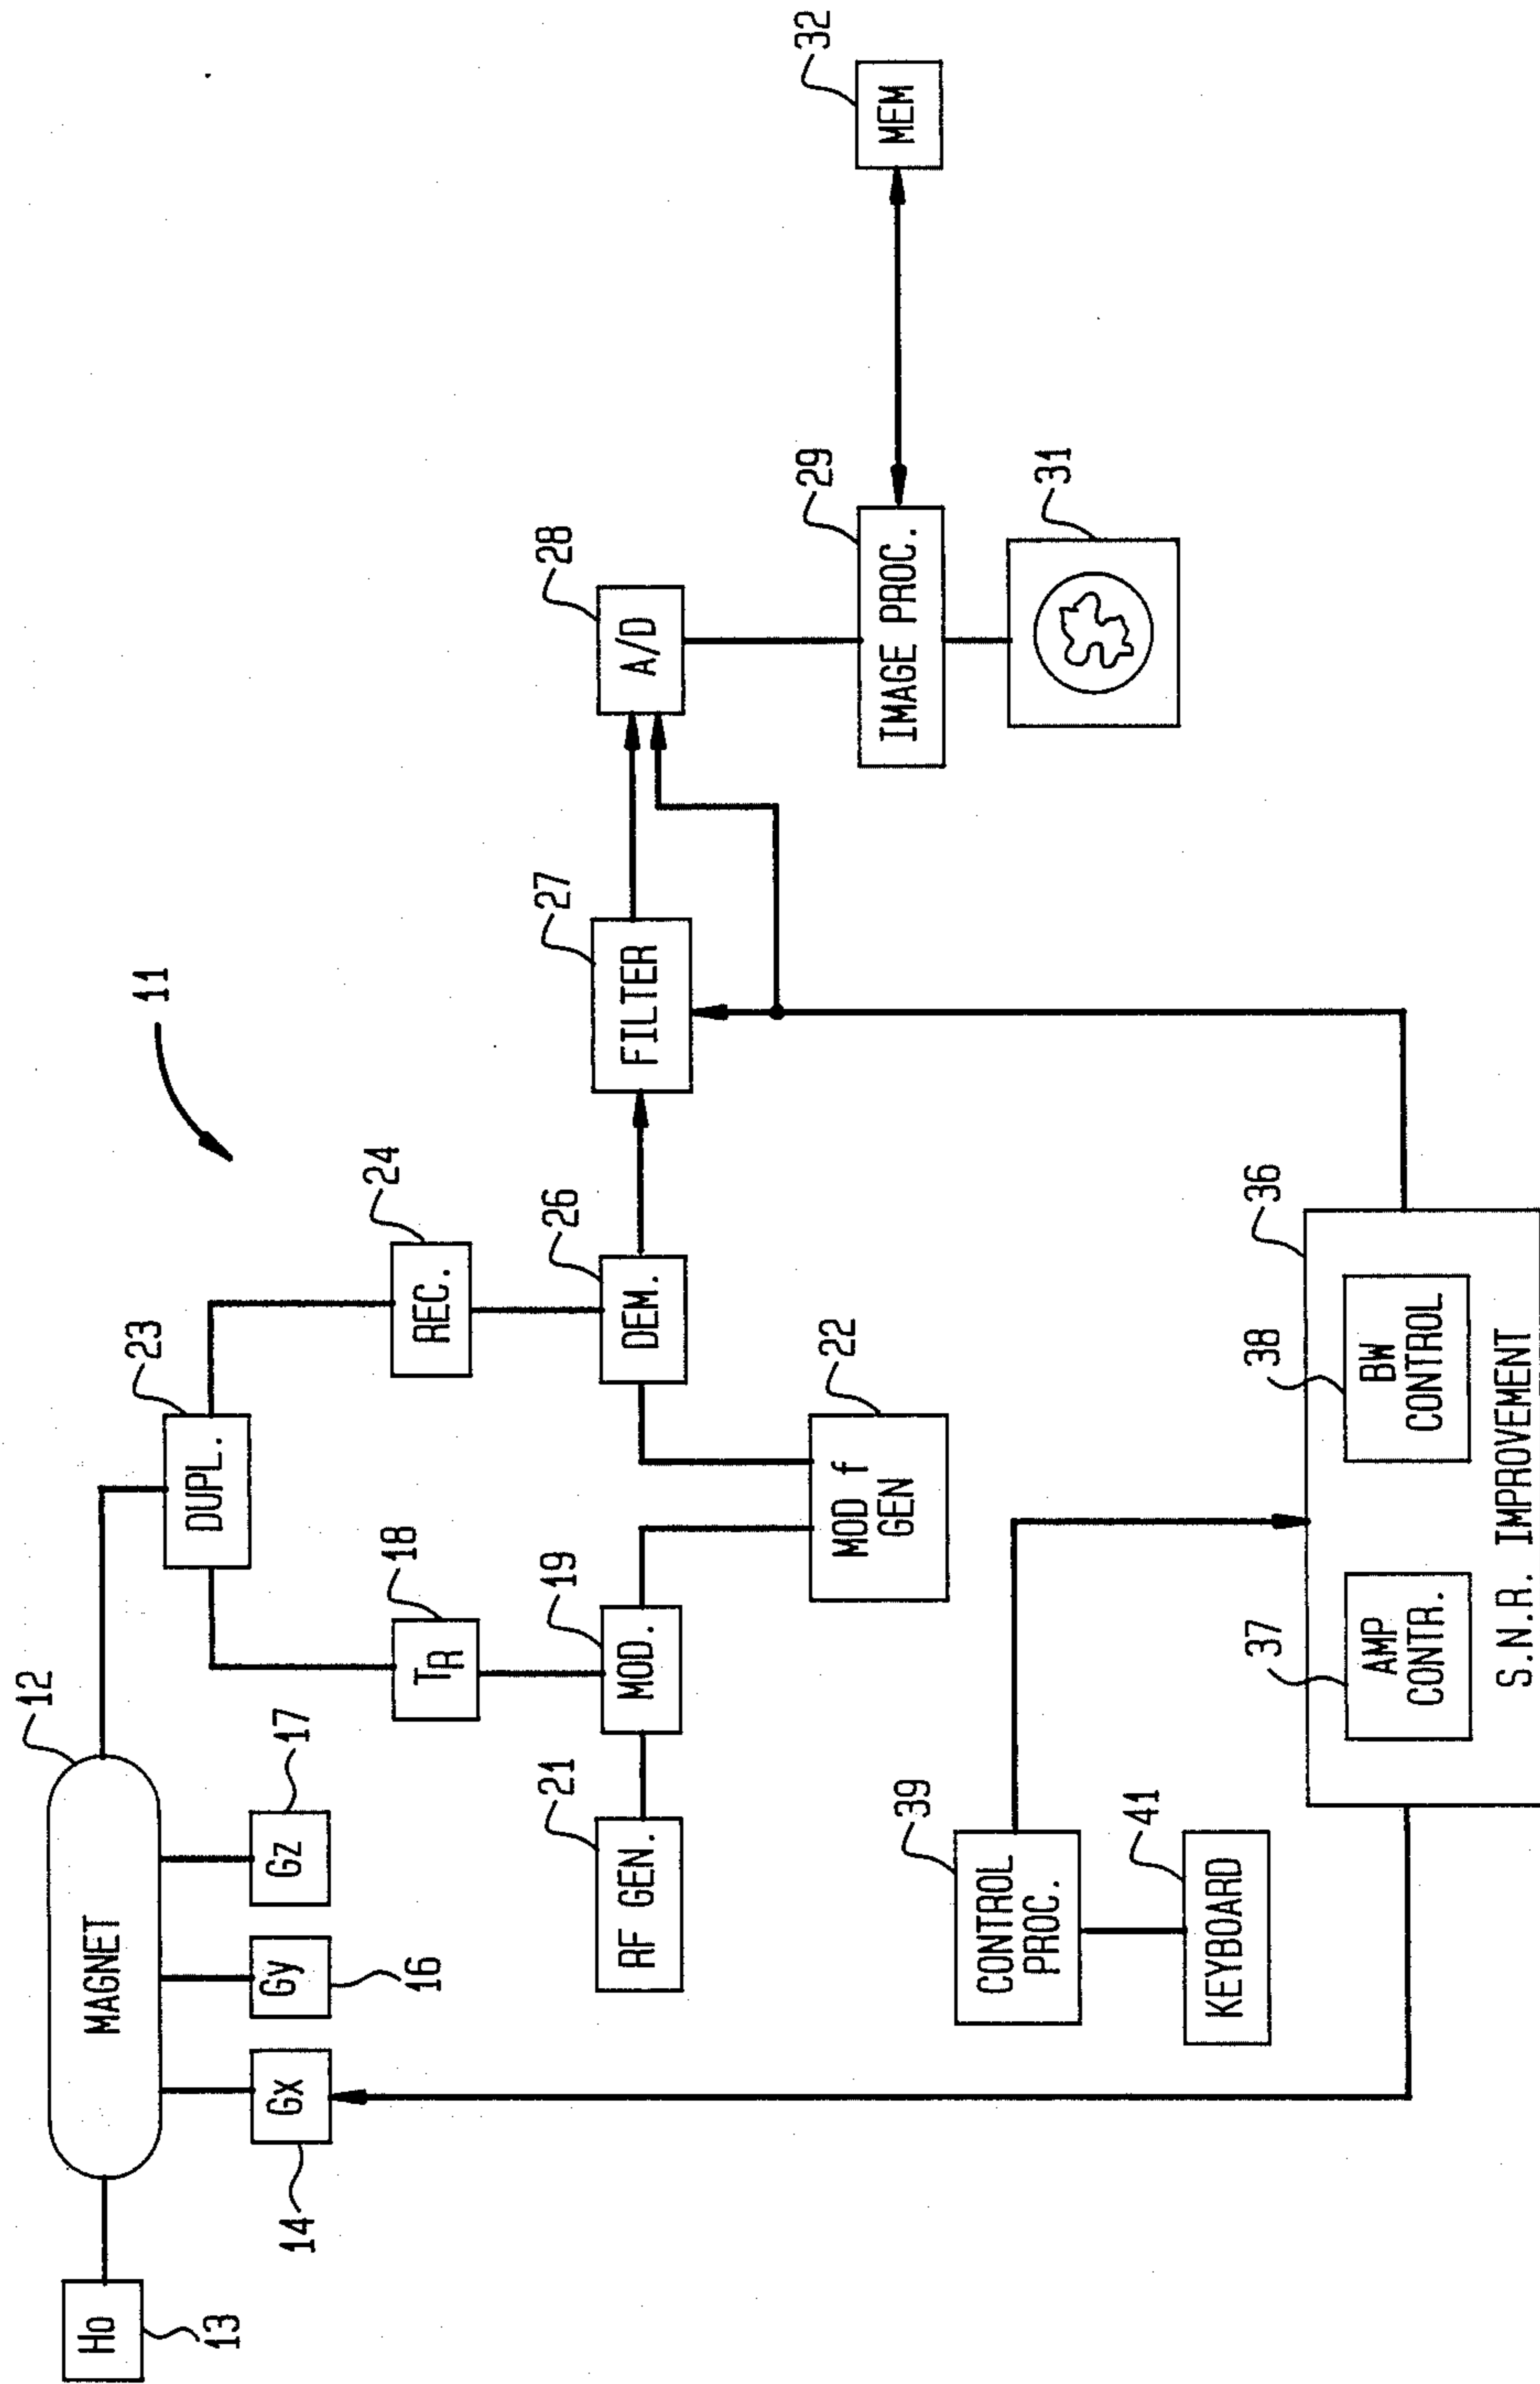 11
12
MAGNET
Ho
13
Gx
14
Gy
16
Gz
17
DUPL.
23
TR
18
REC.
24
RF GEN.
21
MOD.
19
DEM.
26
MOD f
GEN
22
FILTER
27
A/D
28
IMAGE PROC.
29
MEM
32
31
CONTROL
PROC.
39
KEYBOARD
41
36
37
AMP
CONTR.
38
BW
CONTROL
S.N.R. IMPROVEMENT